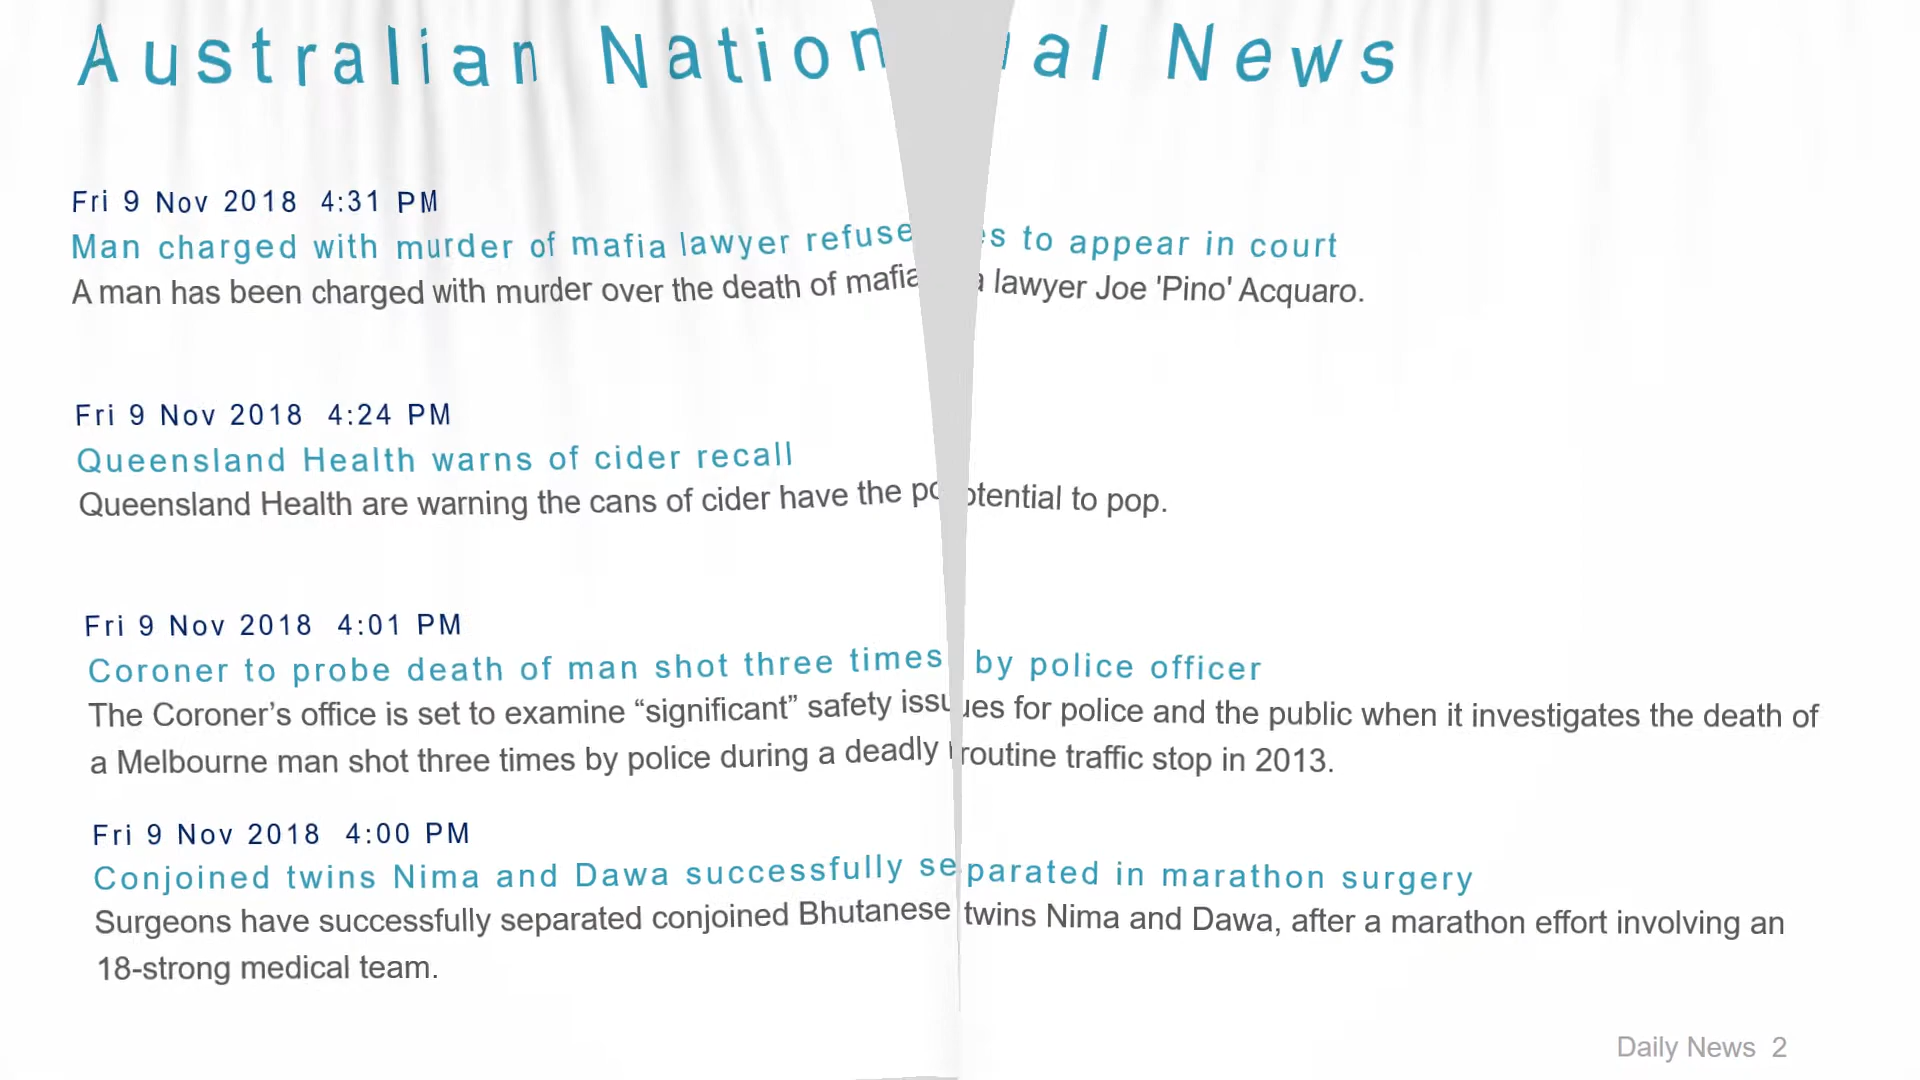 Australian National News
Fri 9 Nov 2018 4:31 PM
Man charged with murder of mafia lawyer refuses to appear in court
A man has been charged with murder over the death of mafia lawyer Joe 'Pino' Acquaro.
Fri 9 Nov 2018 4:24 PM
Queensland Health warns of cider recall
Queensland Health are warning the cans of cider have the potential to pop.
Fri 9 Nov 2018 4:01 PM
Coroner to probe death of man shot three times by police officer
The Coroner’s office is set to examine “significant” safety issues for police and the public when it investigates the death of
a Melbourne man shot three times by police during a deadly routine traffic stop in 2013.
Fri 9 Nov 2018 4:00 PM
Conjoined twins Nima and Dawa successfully separated in marathon surgery
Surgeons have successfully separated conjoined Bhutanese twins Nima and Dawa, after a marathon effort involving an
18-strong medical team.
Daily News 2